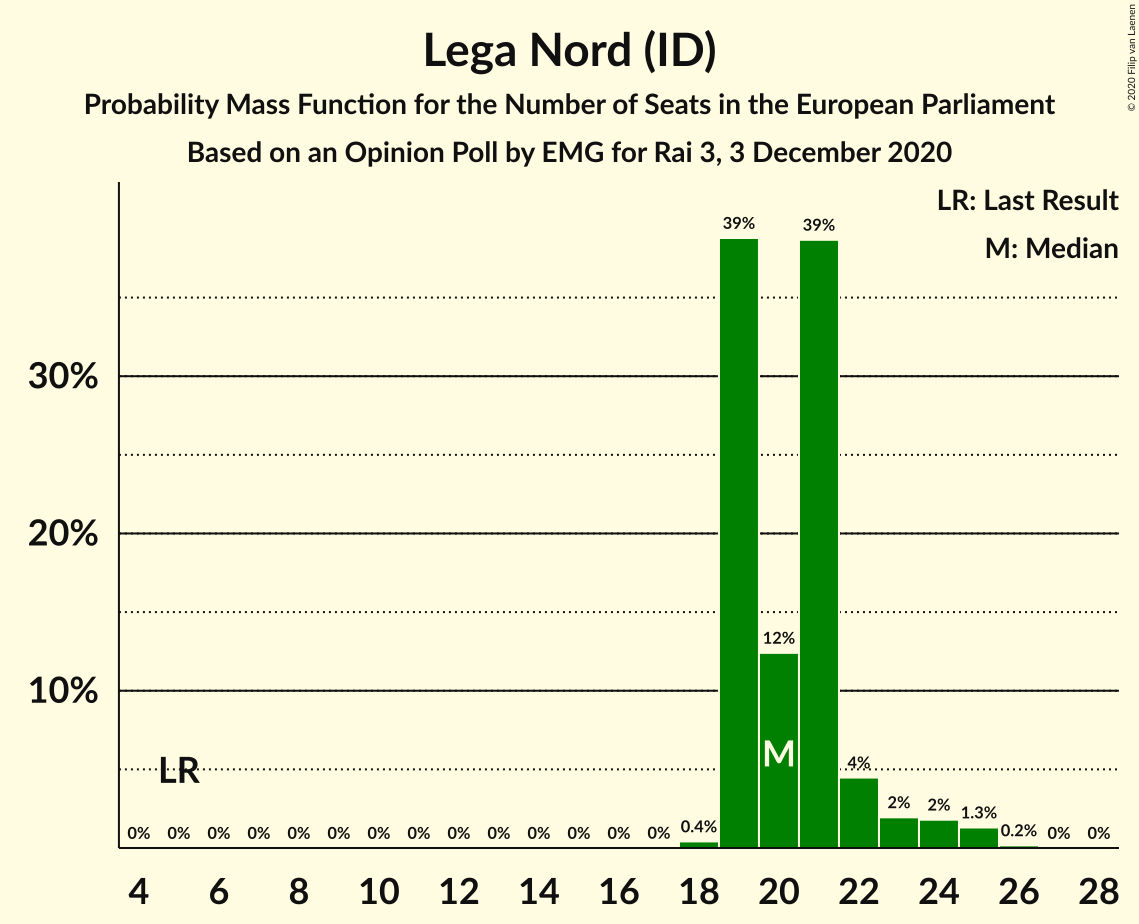 © 2020 Filip van Laenen
Lega Nord (ID)
Probability Mass Function for the Number of Seats in the European Parliament
Based on an Opinion Poll by EMG for Rai 3, 3 December 2020
LR: Last Result
M: Median
39% 39%
30%
20%
12%
10%
LR M
0% 0% 0% 0% 0% 0% 0% 0% 0% 0% 0% 0% 0% 0% 0.4% 4% 2% 2% 1.3% 0.2% 0% 0%
4 6 8 10 12 14 16 18 20 22 24 26 28